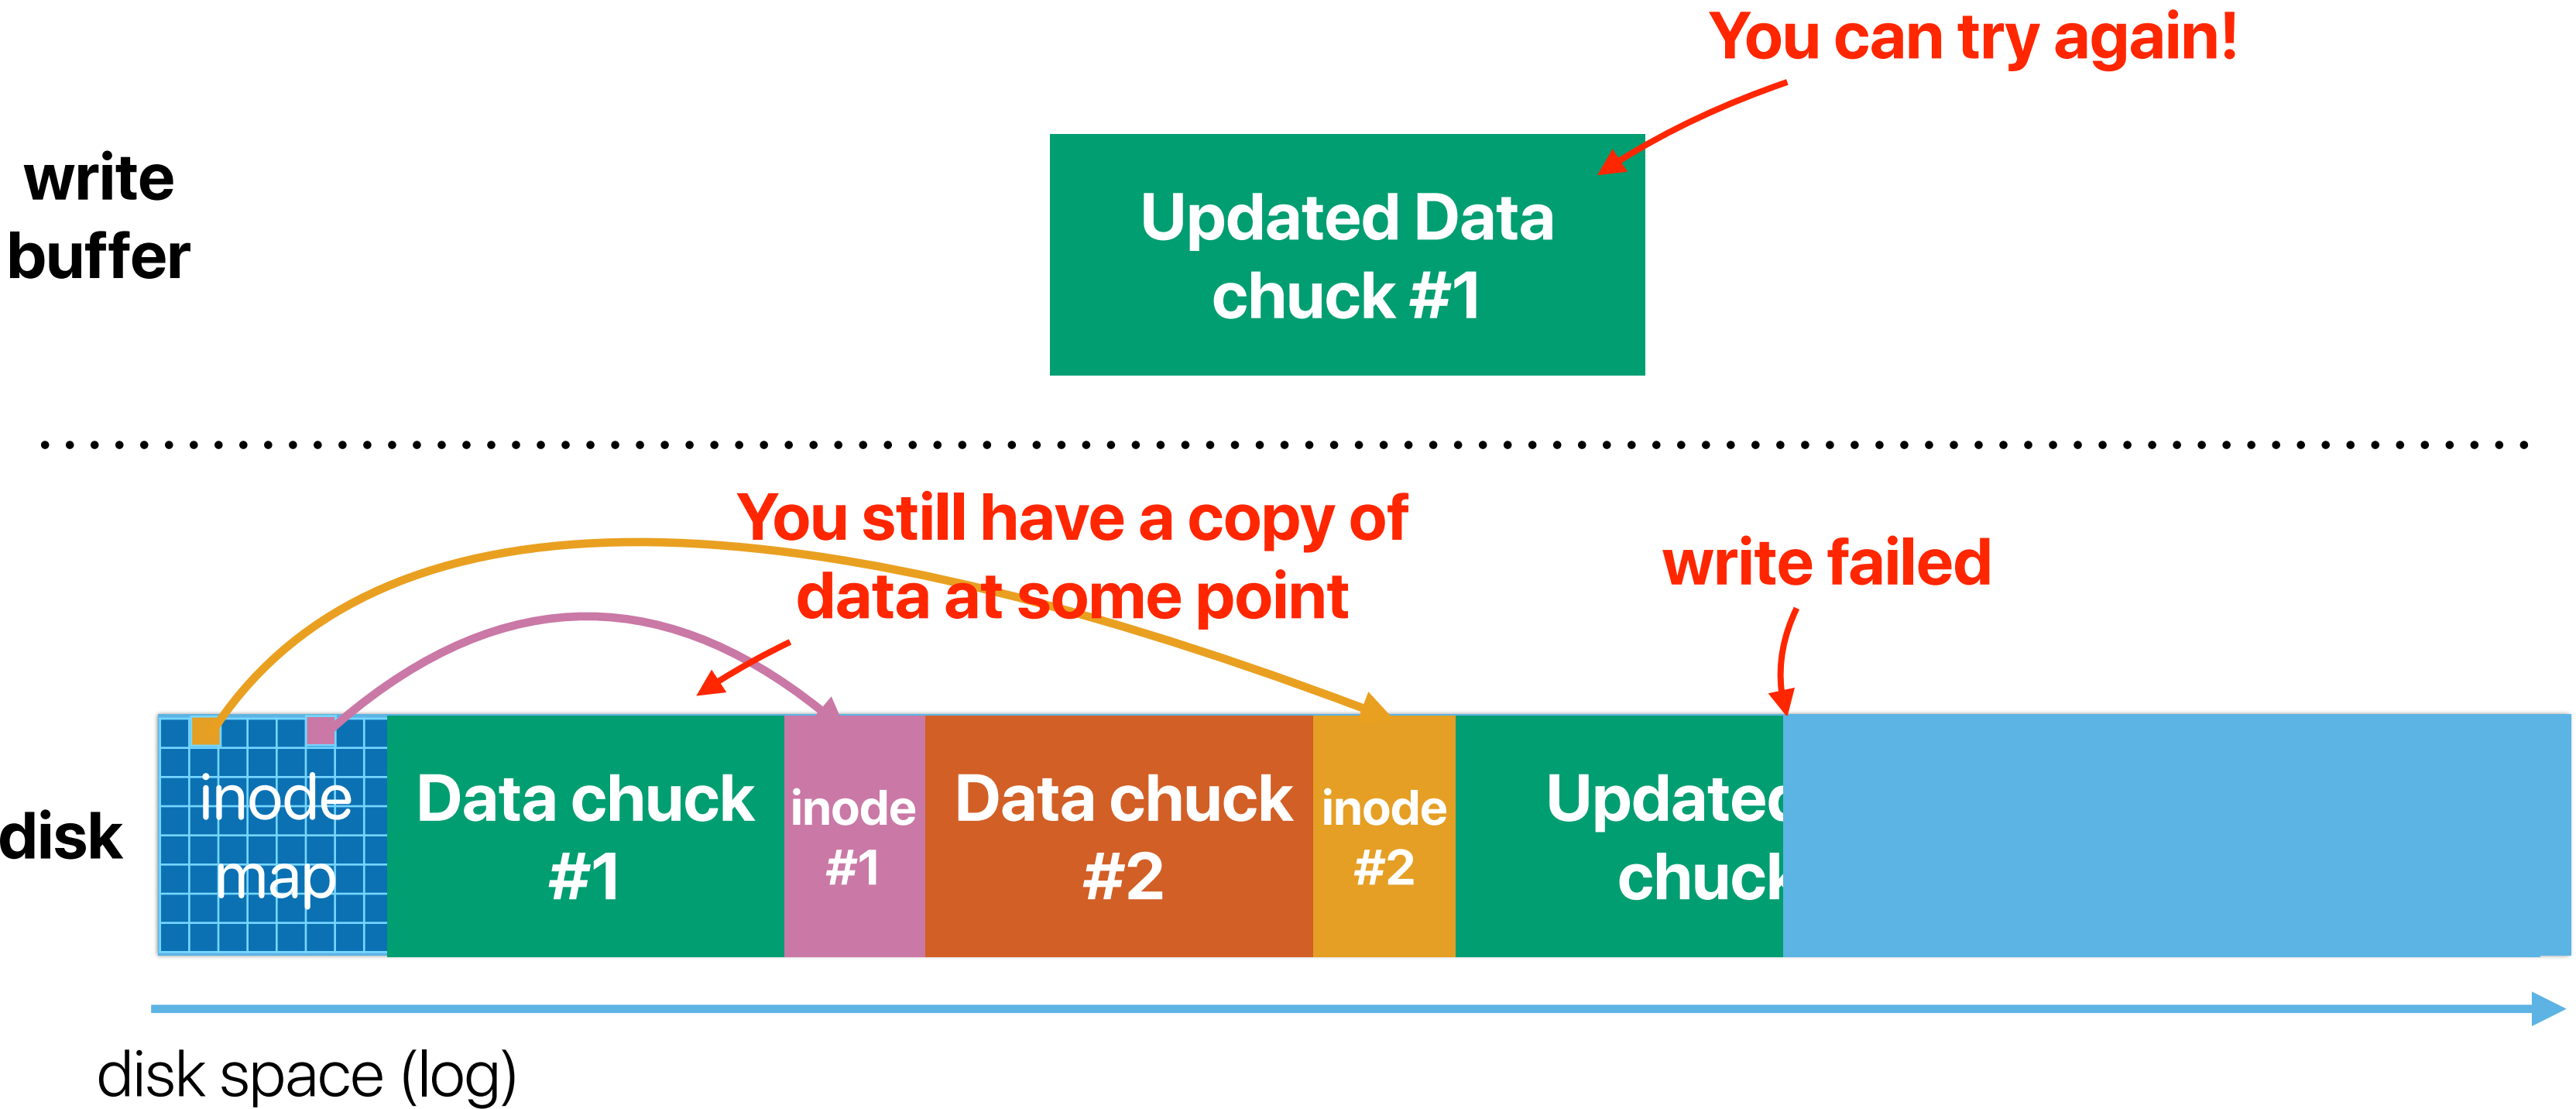 You can try again!
write
buffer
Updated Data
chuck #1
You still have a copy of
data at some point
write failed
disk
inode
map
Data chuck
#1
inode
#1
Data chuck
#2
inode
#2
Updated
chuck
disk space (log)